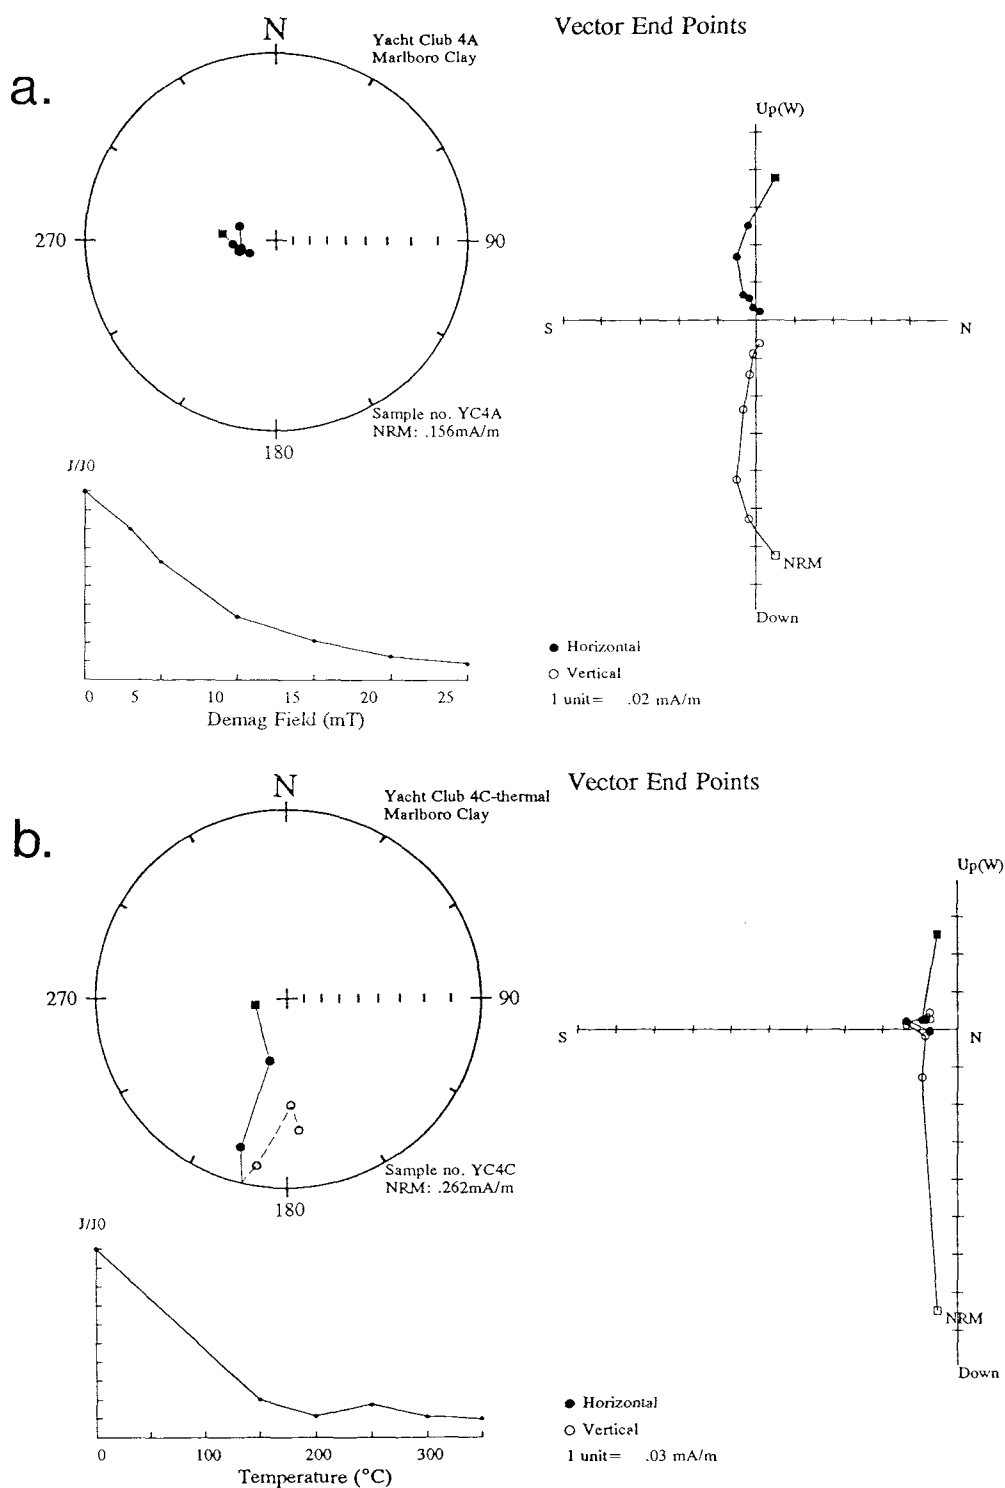 a.
N
Yacht Club 4A
Marlboro Clay
270
90
Sample no. YC4A
NRM: .156mA/m
180
J/J0
0 5 10 15 20 25
Demag Field (mT)
Vector End Points
Up(W)
S
N
NRM
Down
Horizontal
Vertical
1 unit= .02 mA/m
b.
N
Yacht Club 4C-thermal
Marlboro Clay
270
90
Sample no. YC4C
NRM: .262mA/m
180
J/J0
0 100 200 300
Temperature (°C)
Vector End Points
Up(W)
S
N
NRM
Down
Horizontal
Vertical
1 unit= .03 mA/m